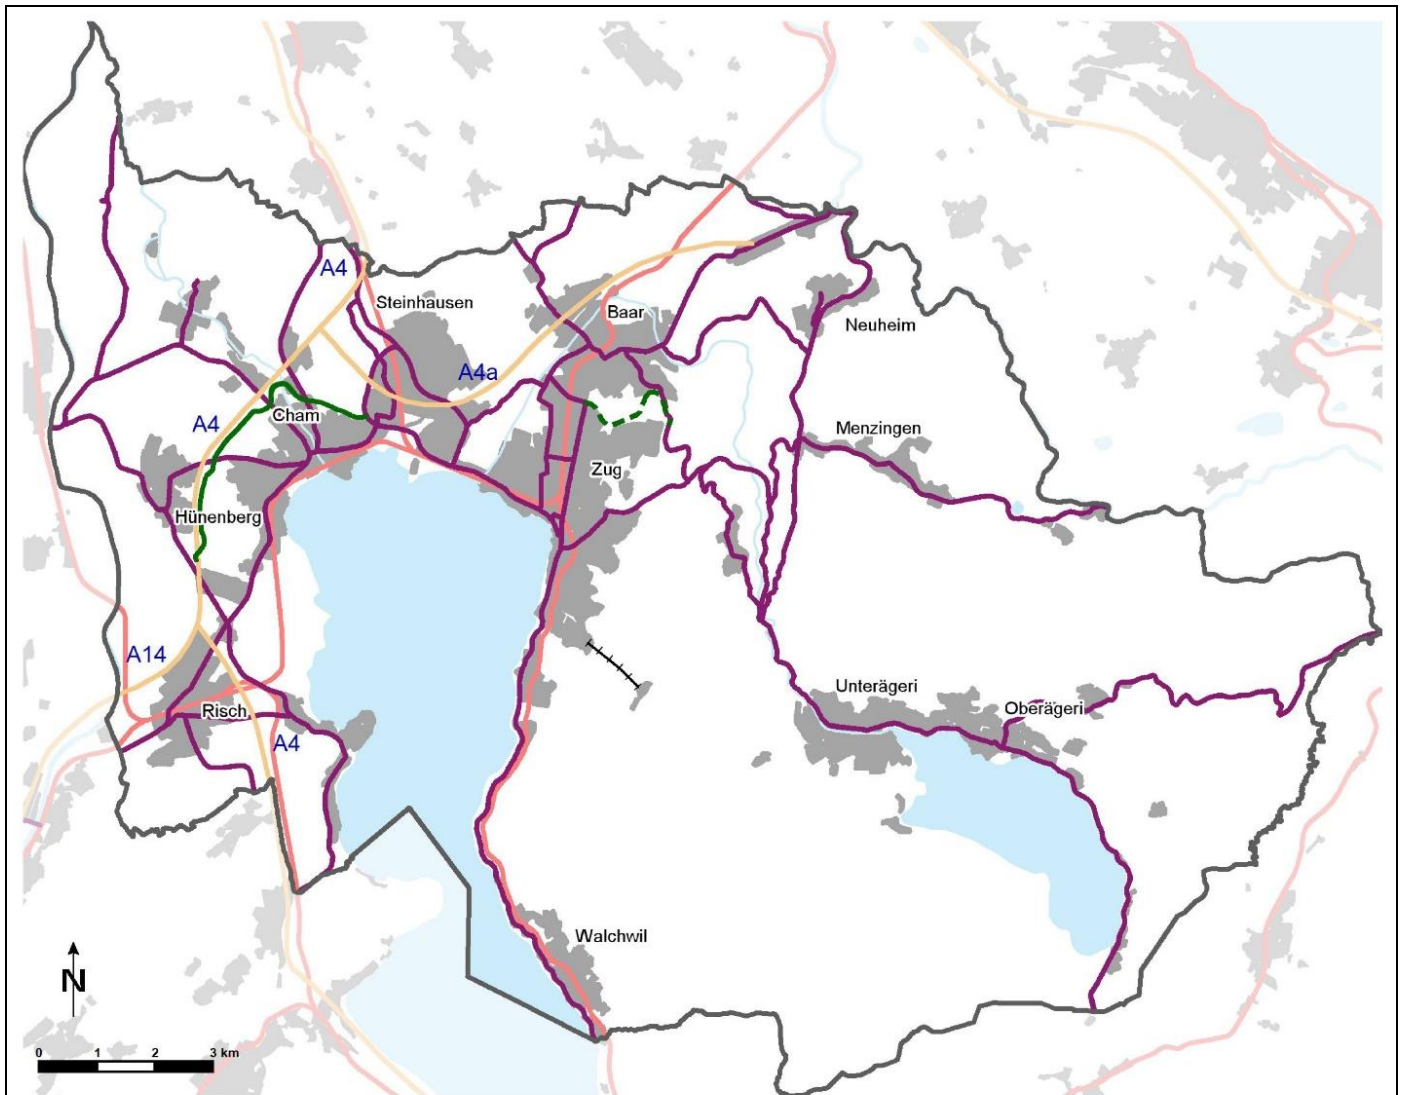 A4
Steinhausen
Baar
Neuheim
A4a
Cham
A4
Menzingen
Zug
Hünenberg
A14
Unterägeri
Risch
Oberägeri
A4
Walchwil
N
0 1 2 3 km